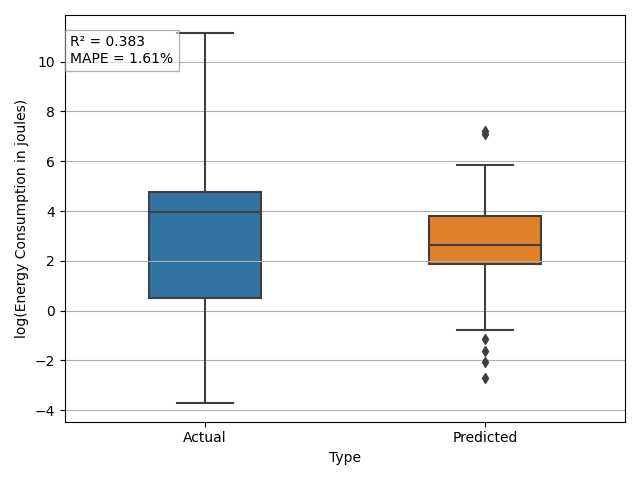 R² = 0.383
MAPE = 1.61%
10
8
6
4
2
0
−2
−4
log(Energy Consumption in joules)
Actual
Predicted
Type